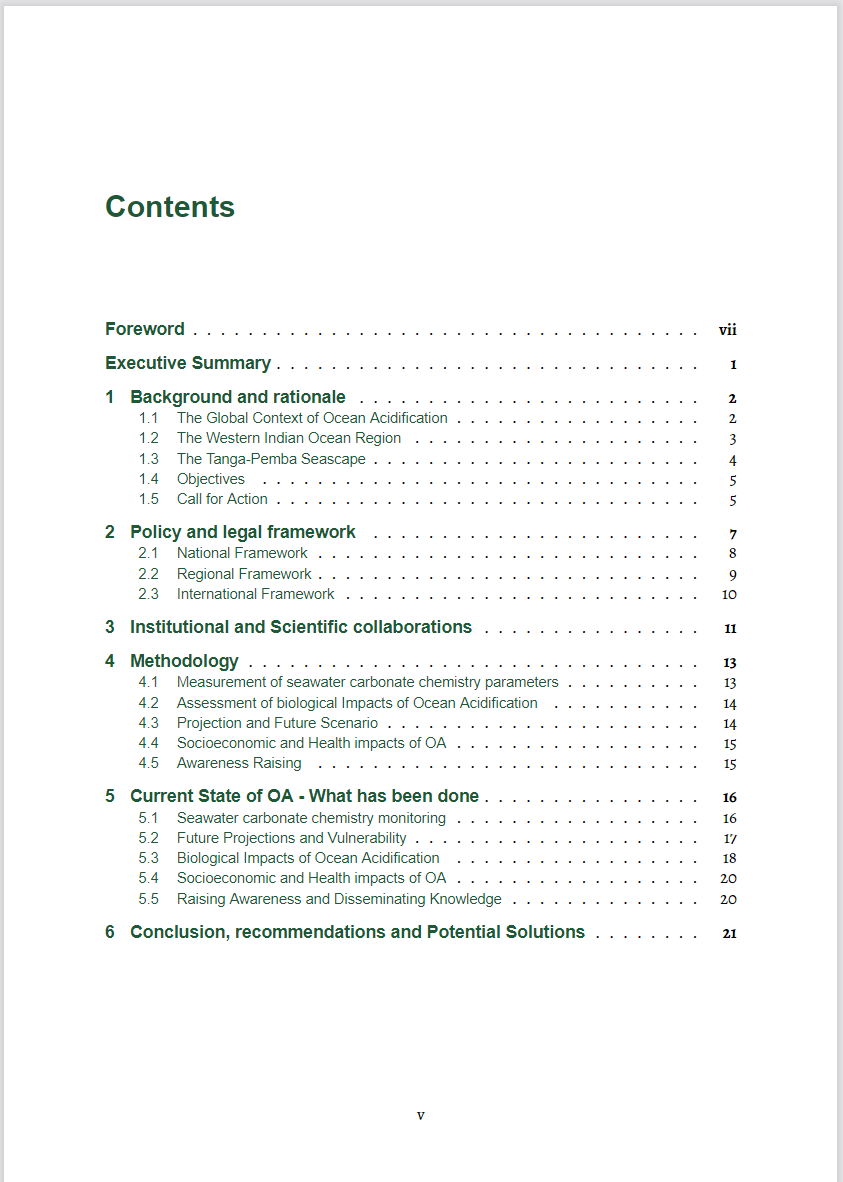 Contents
Foreword . . . . . . . . . . . . . . . . . . . . . . . . . . . . . . . . . . . . . vii
Executive Summary . . . . . . . . . . . . . . . . . . . . . . . . . . . . . . . 1
1 Background and rationale . . . . . . . . . . . . . . . . . . . . . . . . . 2
1.1 The Global Context of Ocean Acidification . . . . . . . . . . . . . . . . . . 2
1.2 The Western Indian Ocean Region . . . . . . . . . . . . . . . . . . . . . 3
1.3 The Tanga-Pemba Seascape . . . . . . . . . . . . . . . . . . . . . . . . 4
1.4 Objectives . . . . . . . . . . . . . . . . . . . . . . . . . . . . . . . . 5
1.5 Call for Action . . . . . . . . . . . . . . . . . . . . . . . . . . . . . . . 5
2 Policy and legal framework . . . . . . . . . . . . . . . . . . . . . . . . 7
2.1 National Framework . . . . . . . . . . . . . . . . . . . . . . . . . . . . 8
2.2 Regional Framework . . . . . . . . . . . . . . . . . . . . . . . . . . . . 9
2.3 International Framework . . . . . . . . . . . . . . . . . . . . . . . . . . 10
3 Institutional and Scientific collaborations . . . . . . . . . . . . . . . . 11
4 Methodology . . . . . . . . . . . . . . . . . . . . . . . . . . . . . . . . . 13
4.1 Measurement of seawater carbonate chemistry parameters . . . . . . . . . . 13
4.2 Assessment of biological Impacts of Ocean Acidification . . . . . . . . . . . 14
4.3 Projection and Future Scenario . . . . . . . . . . . . . . . . . . . . . . . 14
4.4 Socioeconomic and Health impacts of OA . . . . . . . . . . . . . . . . . . 15
4.5 Awareness Raising . . . . . . . . . . . . . . . . . . . . . . . . . . . . 15
5 Current State of OA - What has been done . . . . . . . . . . . . . . . . 16
5.1 Seawater carbonate chemistry monitoring . . . . . . . . . . . . . . . . . . 16
5.2 Future Projections and Vulnerability . . . . . . . . . . . . . . . . . . . . . 17
5.3 Biological Impacts of Ocean Acidification . . . . . . . . . . . . . . . . . . 18
5.4 Socioeconomic and Health impacts of OA . . . . . . . . . . . . . . . . . . 20
5.5 Raising Awareness and Disseminating Knowledge . . . . . . . . . . . . . . 20
6 Conclusion, recommendations and Potential Solutions . . . . . . . . 21
v